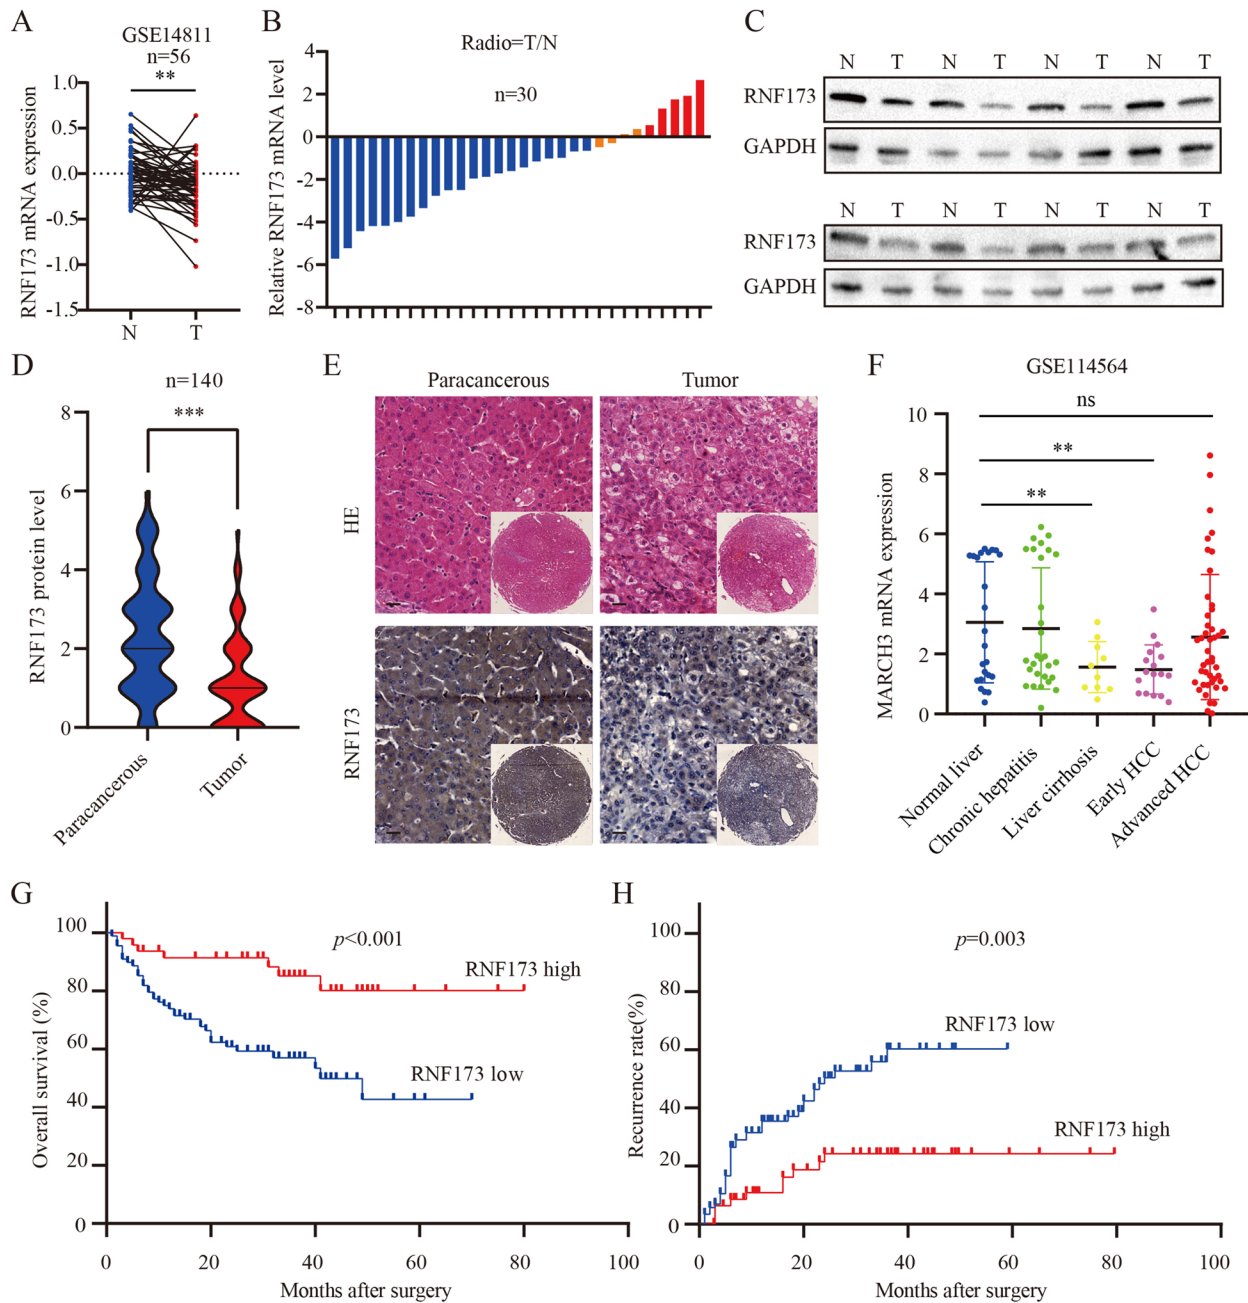 A
GSE14811
n=56
**
RNF173 mRNA expression
1.0
0.5
0.0
-0.5
-1.0
-1.5
N
T
B
Radio=T/N
n=30
Relative RNF173 mRNA level
4
2
0
-2
-4
-6
-8
C
N T N T N T N T
RNF173
GAPDH
N T N T N T N T
RNF173
GAPDH
D
n=140
***
RNF173 protein level
8
6
4
2
0
Paracancerous
Tumor
E
Paracancerous
Tumor
HE
RNF173
F
GSE114564
ns
**
**
MARCH3 mRNA expression
10
8
6
4
2
0
Normal liver
Chronic hepatitis
Liver cirrhosis
Early HCC
Advanced HCC
G
p<0.001
RNF173 high
RNF173 low
Overall survival (%)
100
80
60
40
20
0
0 20 40 60 80 100
Months after surgery
H
p=0.003
RNF173 low
RNF173 high
Recurrence rate(%)
100
80
60
40
20
0
0 20 40 60 80 100
Months after surgery